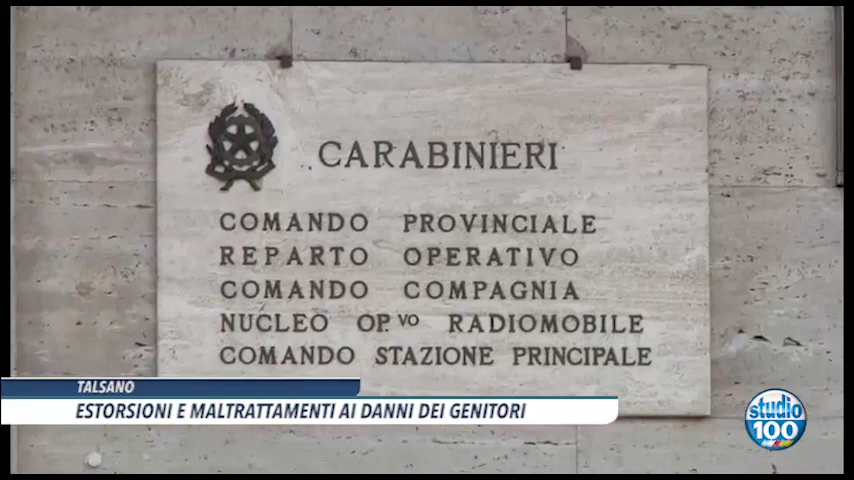 CARABINIERI
COMANDO PROVINCIALE
REPARTO OPERATIVO
COMANDO COMPAGNIA
NUCLEO OP.VO RADIOMOBILE
COMANDO STAZIONE PRINCIPALE
TALSANO
ESTORSIONI E MALTRATTAMENTI AI DANNI DEI GENITORI
studio
100